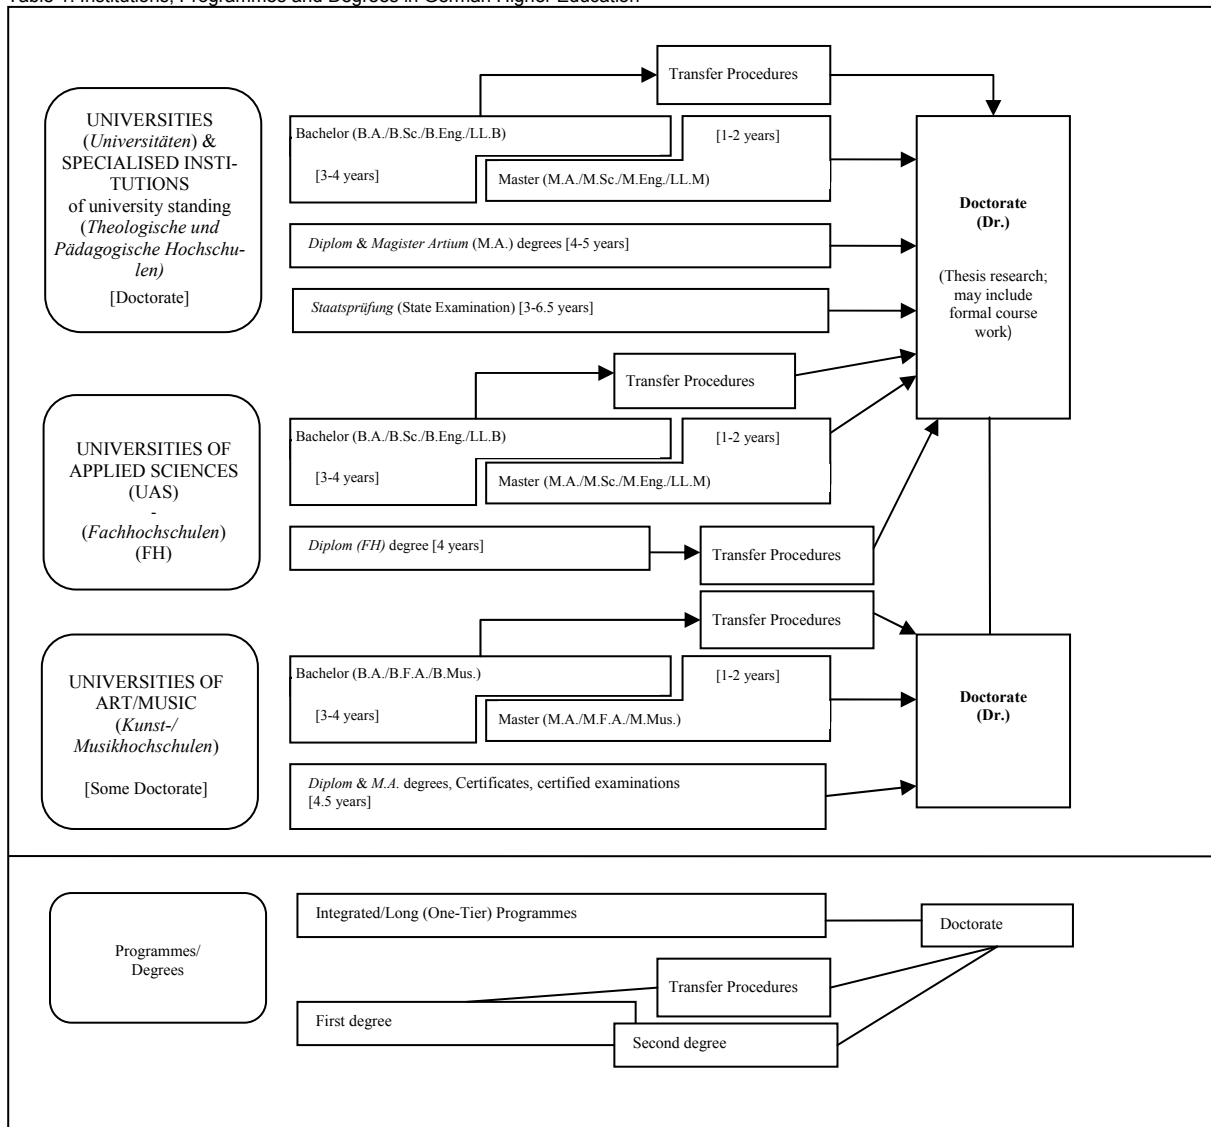 Table 1: Institutions, Programmes and Degrees in German Higher Education
Transfer Procedures
UNIVERSITIES
(Universitäten) &
SPECIALISED INSTI-
TUTIONS
of university standing
(Theologische und
Pädagogische Hochschu-
len)
[Doctorate]
Bachelor (B.A./B.Sc./B.Eng./LL.B)
[3-4 years]
[1-2 years]
Master (M.A./M.Sc./M.Eng./LL.M)
Diplom & Magister Artium (M.A.) degrees [4-5 years]
Staatsprüfung (State Examination) [3-6.5 years]
Doctorate
(Dr.)
(Thesis research;
may include
formal course
work)
Transfer Procedures
UNIVERSITIES OF
APPLIED SCIENCES
(UAS)
-
(Fachhochschulen)
(FH)
Bachelor (B.A./B.Sc./B.Eng./LL.B)
[3-4 years]
[1-2 years]
Master (M.A./M.Sc./M.Eng./LL.M)
Diplom (FH) degree [4 years]
Transfer Procedures
Transfer Procedures
UNIVERSITIES OF
ART/MUSIC
(Kunst-/
Musikhochschulen)
[Some Doctorate]
Bachelor (B.A./B.F.A./B.Mus.)
[3-4 years]
[1-2 years]
Master (M.A./M.F.A./M.Mus.)
Diplom & M.A. degrees, Certificates, certified examinations
[4.5 years]
Doctorate
(Dr.)
Programmes/
Degrees
Integrated/Long (One-Tier) Programmes
Doctorate
Transfer Procedures
First degree
Second degree